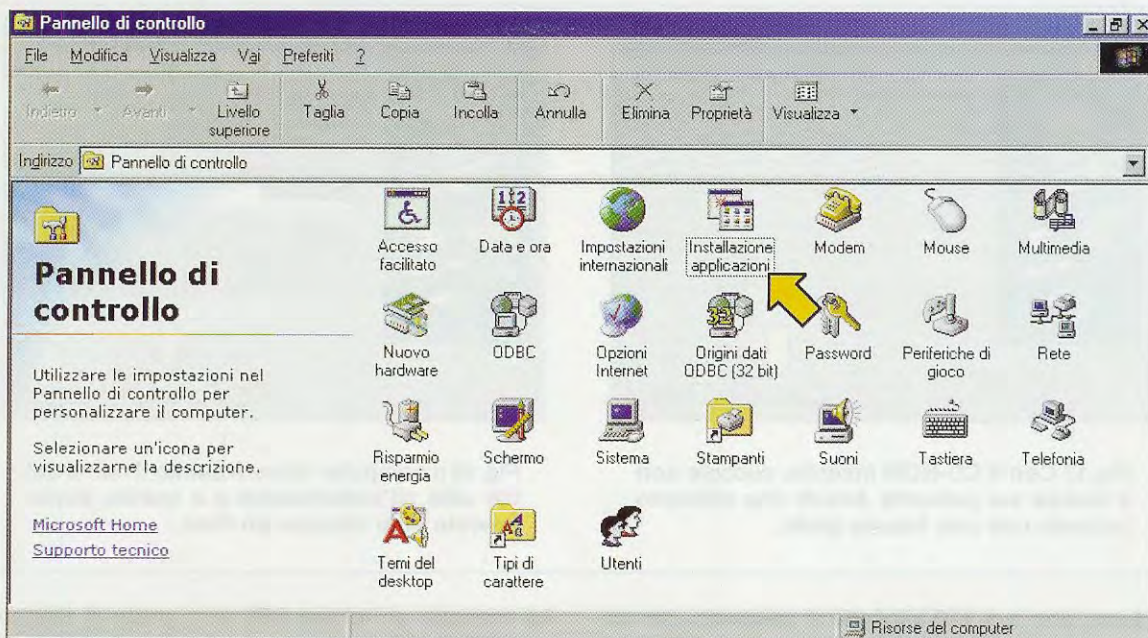 Pannello di controllo
File Modifica Visualizza Vai Preferiti ?
Indietro Avanti Livello superiore Taglia Copia Incolla Annulla Elimina Proprietà Visualizza
Indirizzo Pannello di controllo
Pannello di
controllo
Utilizzare le impostazioni nel
Pannello di controllo per
personalizzare il computer.
Selezionare un'icona per
visualizzarne la descrizione.
Microsoft Home
Supporto tecnico
Accesso facilitato
Data e ora
Impostazioni internazionali
Installazione applicazioni
Modem
Mouse
Multimedia
Nuovo hardware
ODBC
Opzioni Internet
Origini dati ODBC (32 bit)
Password
Periferiche di gioco
Rete
Risparmio energia
Schermo
Sistema
Stampanti
Suoni
Tastiera
Telefonia
Temi del desktop
Tipi di carattere
Utenti
Risorse del computer